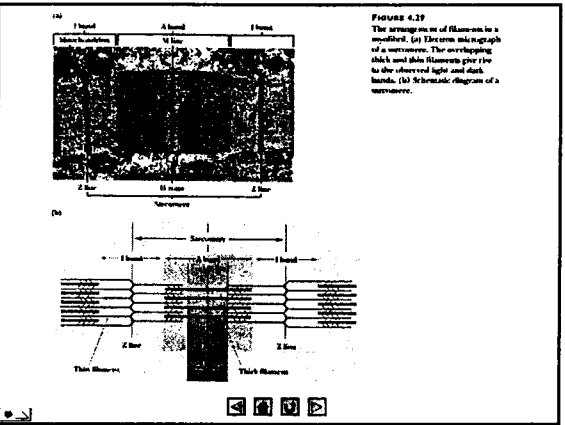 (a)
I band A band I band
Mitochondrion M line
Z line H zone Z line
Sarcomere
(b)
Sarcomere
I band A band I band
Z line Z line
Thin filament Thick filament
FIGURE 4.29
The arrangement of filaments in a
myofibril. (a) Electron micrograph
of a sarcomere. The overlapping
thick and thin filaments give rise
to the observed light and dark
bands. (b) Schematic diagram of a
sarcomere.